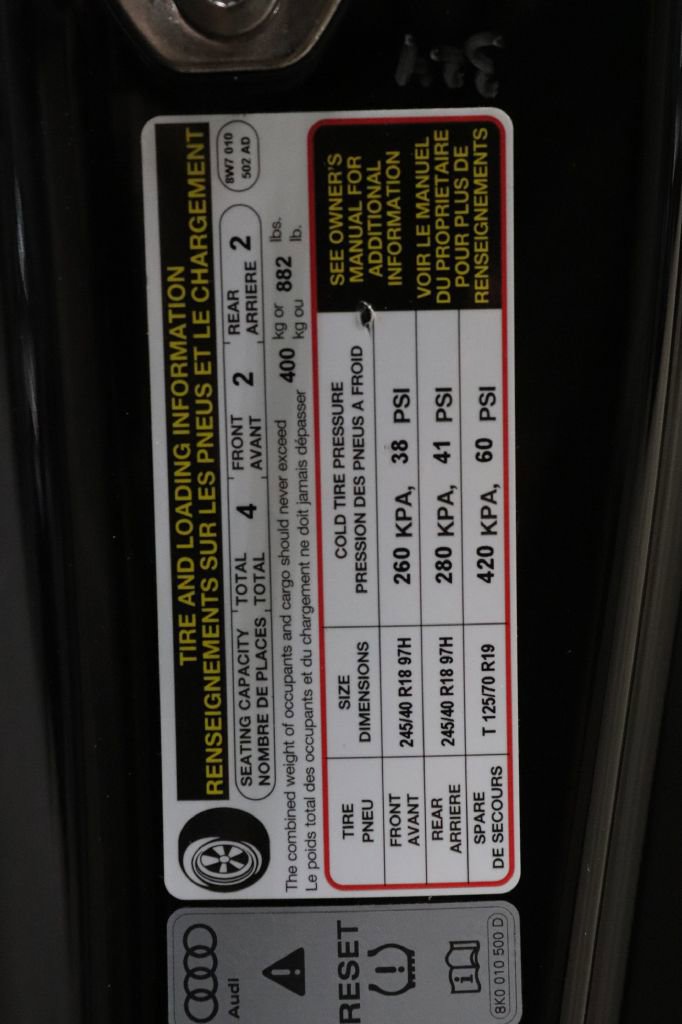 TIRE AND LOADING INFORMATION
RENSEIGNEMENTS SUR LES PNEUS ET LE CHARGEMENT
SEATING CAPACITY TOTAL 4 FRONT 2 REAR 2
NOMBRE DE PLACES TOTAL AVANT ARRIERE
8W7 010
502 AD
The combined weight of occupants and cargo should never exceed 400 kg or 882 lbs.
Le poids total des occupants et du chargement ne doit jamais dépasser kg ou lb.
TIRE SIZE COLD TIRE PRESSURE
PNEU DIMENSIONS PRESSION DES PNEUS A FROID
FRONT
AVANT
245/40 R18 97H 260 KPA, 38 PSI
REAR
ARRIERE
245/40 R18 97H 280 KPA, 41 PSI
SPARE
DE SECOURS
T 125/70 R19 420 KPA, 60 PSI
SEE OWNER'S
MANUAL FOR
ADDITIONAL
INFORMATION
VOIR LE MANUEL
DU PROPRIETAIRE
POUR PLUS DE
RENSEIGNEMENTS
Audi
RESET
8K0 010 500 D